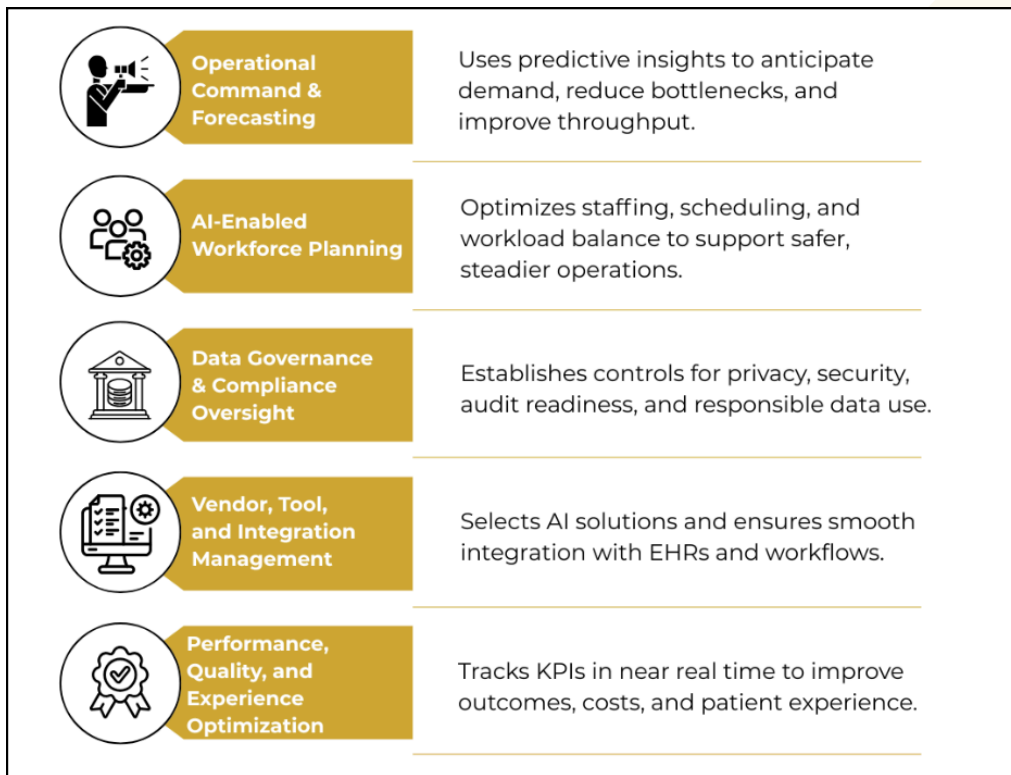 Operational
Command &
Forecasting
Uses predictive insights to anticipate
demand, reduce bottlenecks, and
improve throughput.
AI-Enabled
Workforce Planning
Optimizes staffing, scheduling, and
workload balance to support safer,
steadier operations.
Data Governance
& Compliance
Oversight
Establishes controls for privacy, security,
audit readiness, and responsible data use.
Vendor, Tool,
and Integration
Management
Selects AI solutions and ensures smooth
integration with EHRs and workflows.
Performance,
Quality, and
Experience
Optimization
Tracks KPIs in near real time to improve
outcomes, costs, and patient experience.